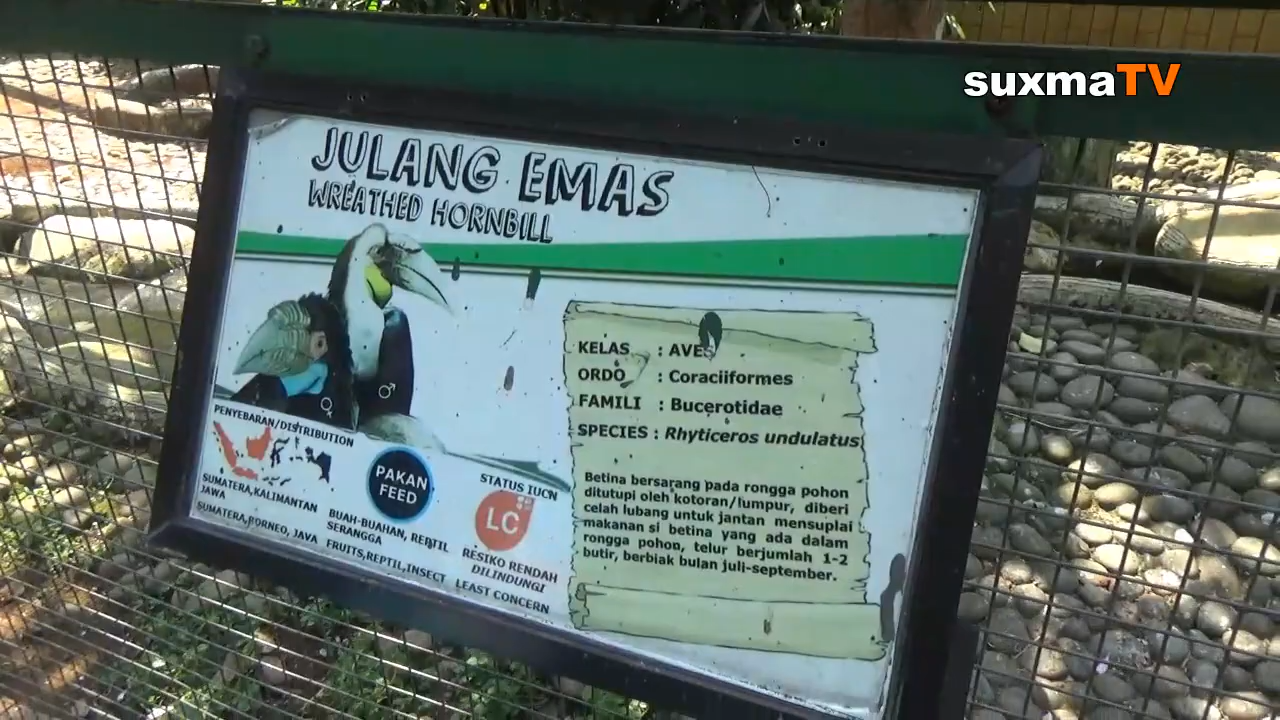 suxmaTV
JULANG EMAS
WREATHED HORNBILL
KELAS : AVES
ORDO : Coraciiformes
FAMILI : Bucerotidae
SPECIES : Rhyticeros undulatus
Betina bersarang pada rongga pohon
ditutupi oleh kotoran/lumpur, diberi
celah lubang untuk jantan mensuplai
makanan si betina yang ada dalam
rongga pohon, telur berjumlah 1-2
butir, berbiak bulan juli-september.
PENYEBARAN/DISTRIBUTION
SUMATERA,KALIMANTAN
JAWA
SUMATERA,BORNEO, JAVA
PAKAN
FEED
BUAH-BUAHAN, REPTIL
SERANGGA
FRUITS,REPTIL,INSECT
STATUS IUCN
LC
RESIKO RENDAH
DILINDUNGI
LEAST CONCERN